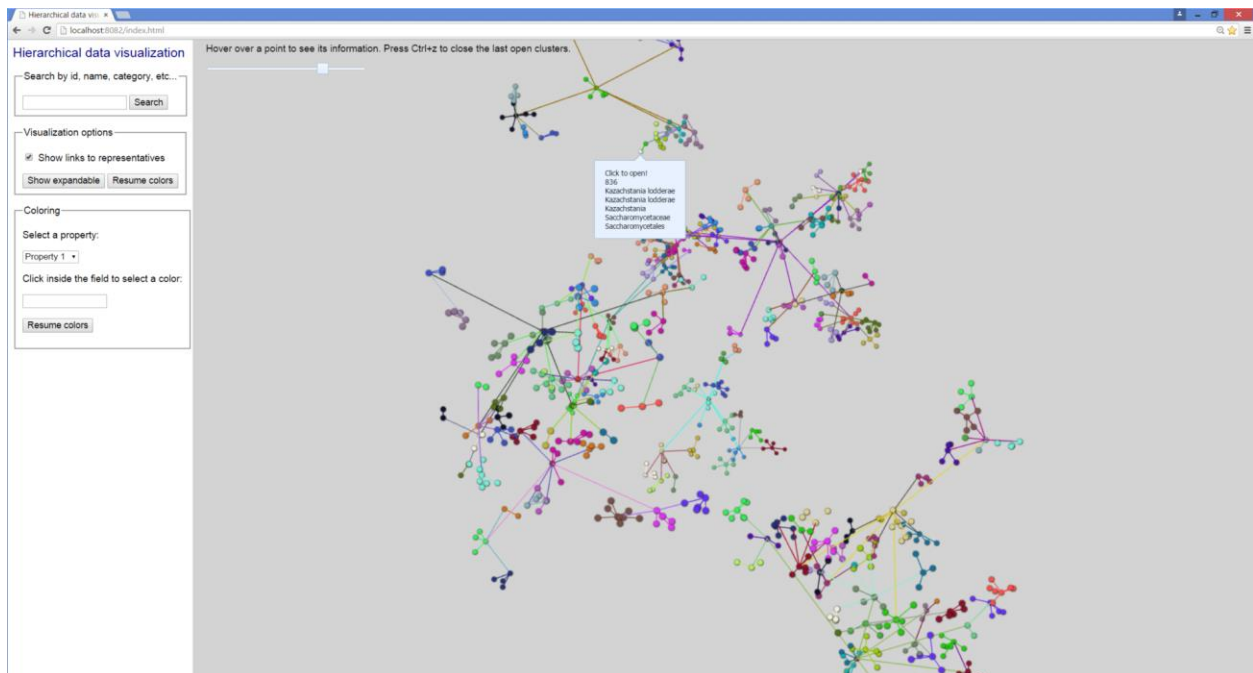 Hierarchical data vis
localhost:8082/index.html
Hierarchical data visualization
Search by id, name, category, etc...
Search
Visualization options
Show links to representatives
Show expandable
Resume colors
Coloring
Select a property:
Property 1
Click inside the field to select a color:
Resume colors
Hover over a point to see its information. Press Ctrl+z to close the last open clusters.
Click to open!
836
Kazachstania lodderae
Kazachstania lodderae
Kazachstania
Saccharomycetaceae
Saccharomycetales